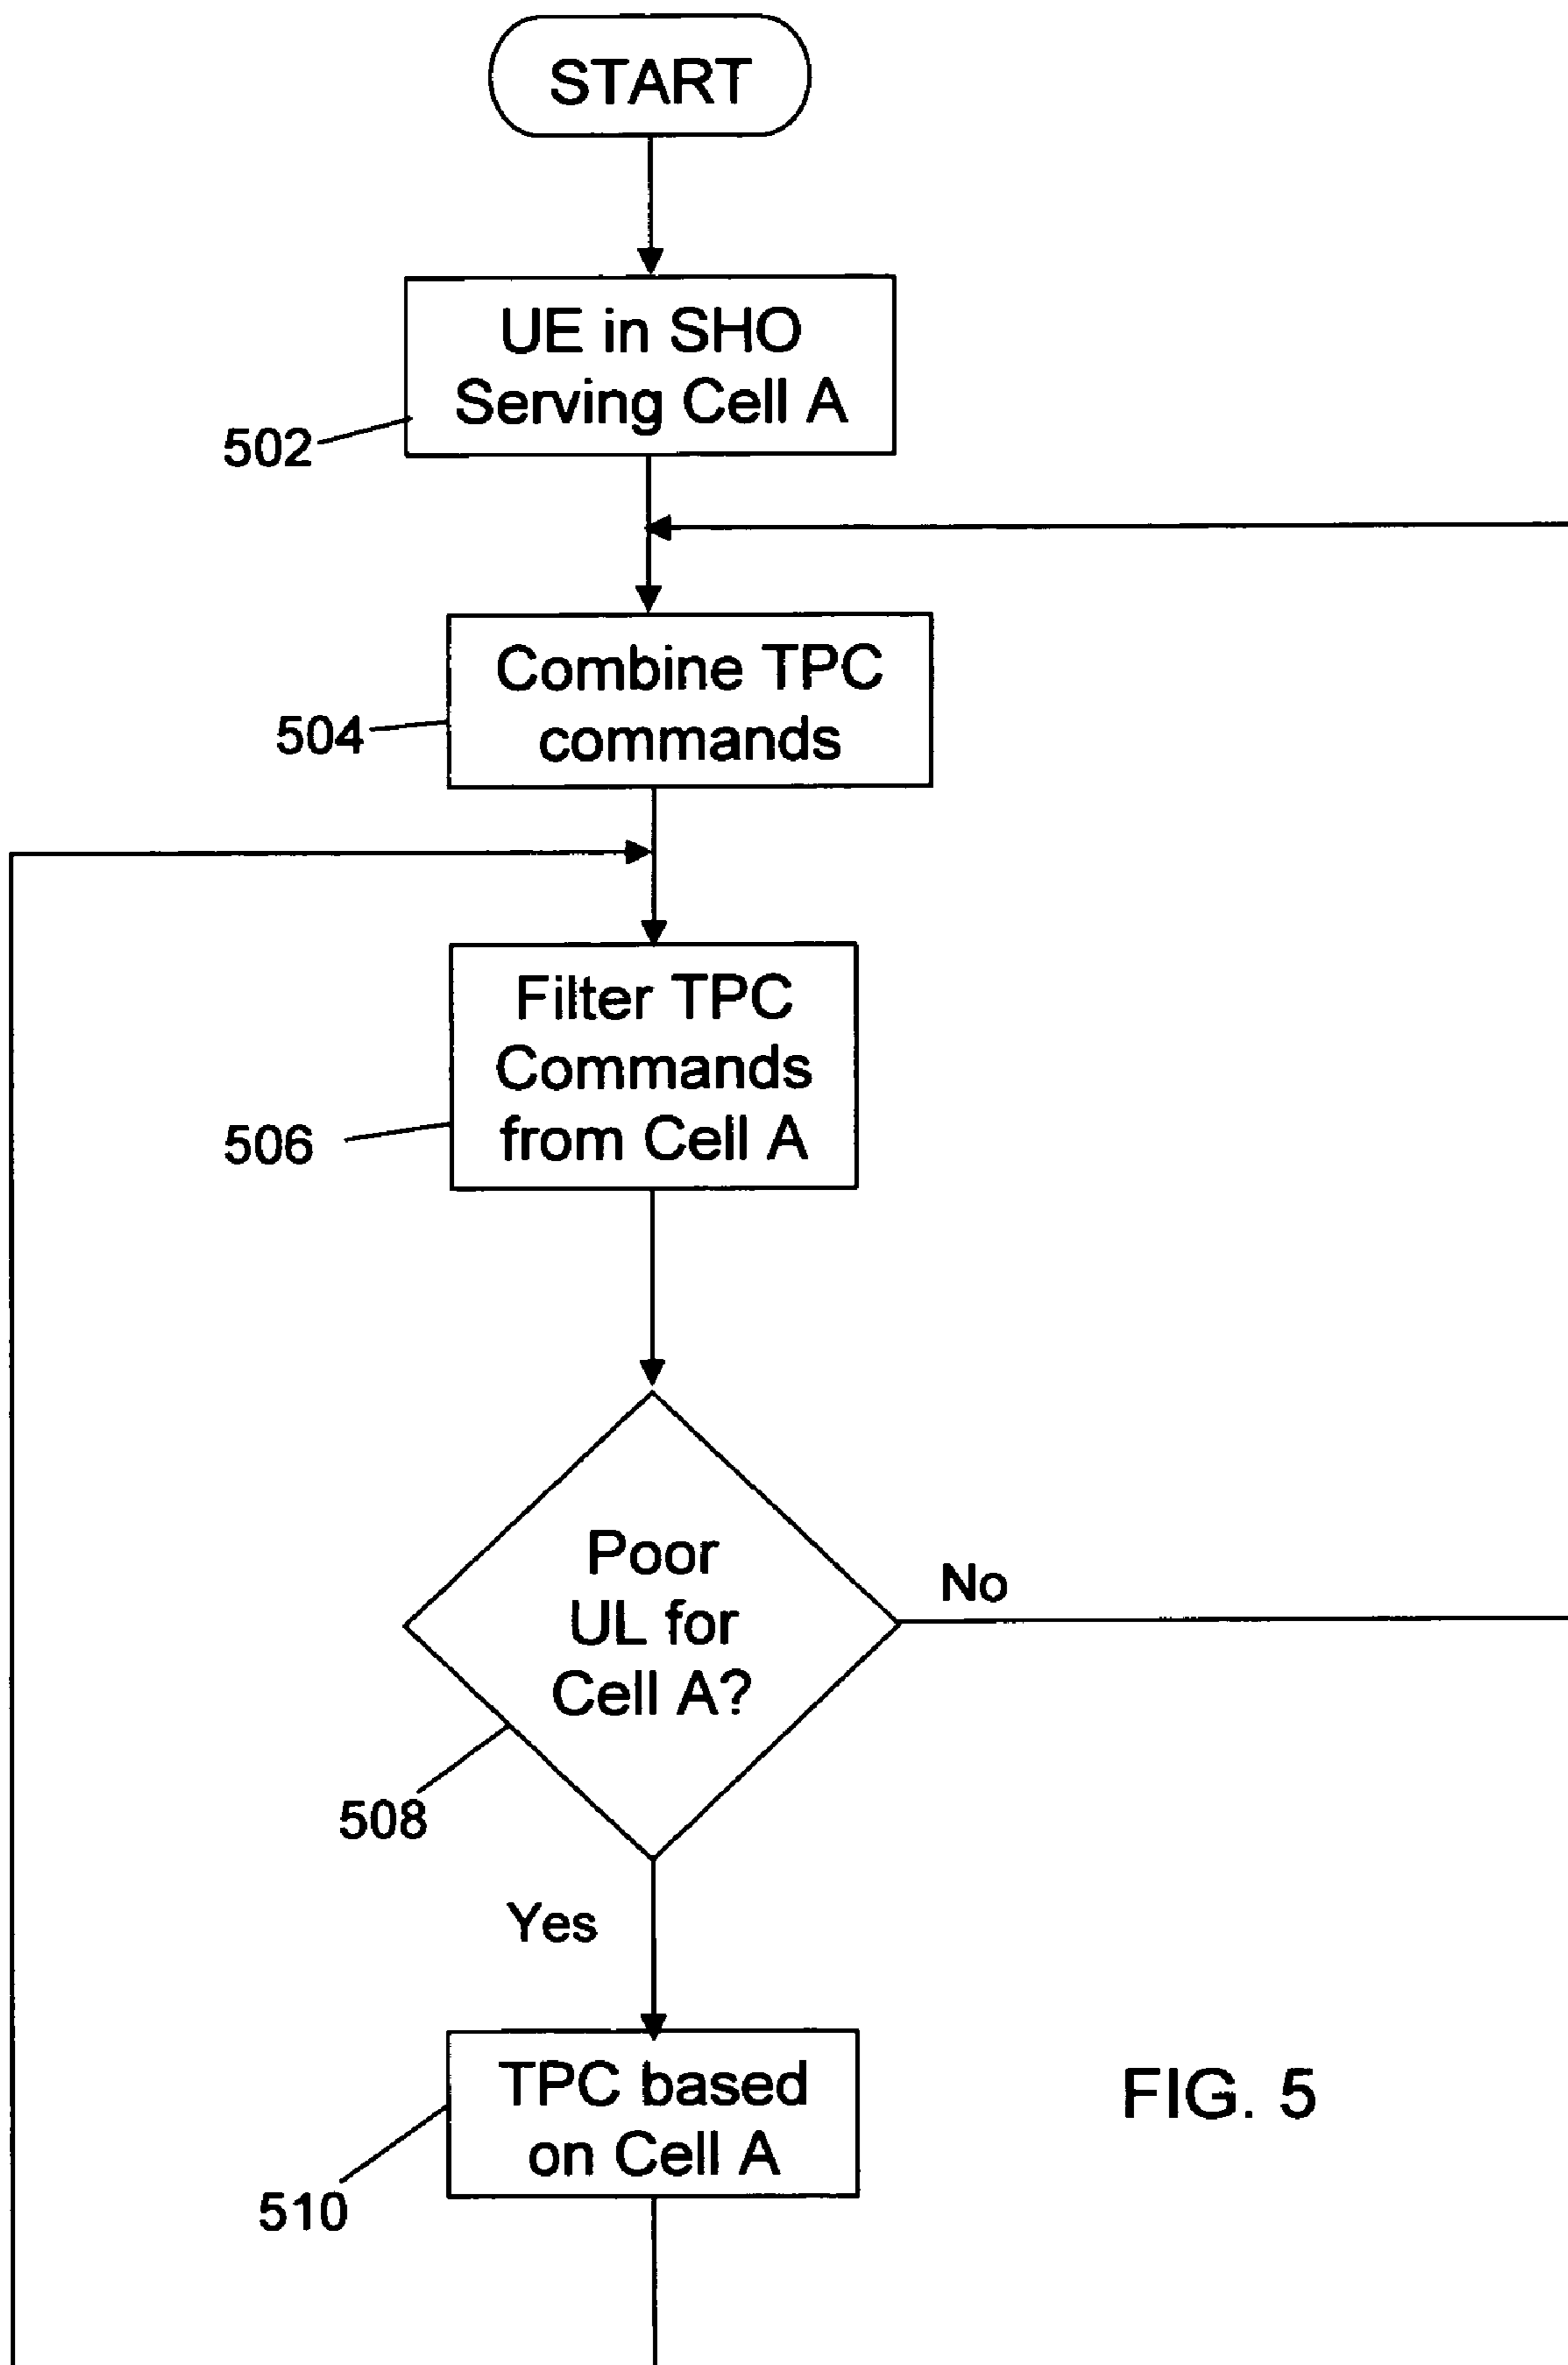 START
UE in SHO
Serving Cell A
502
Combine TPC
commands
504
Filter TPC
Commands
from Cell A
506
Poor
UL for
Cell A?
No
508
Yes
TPC based
on Cell A
510
FIG. 5